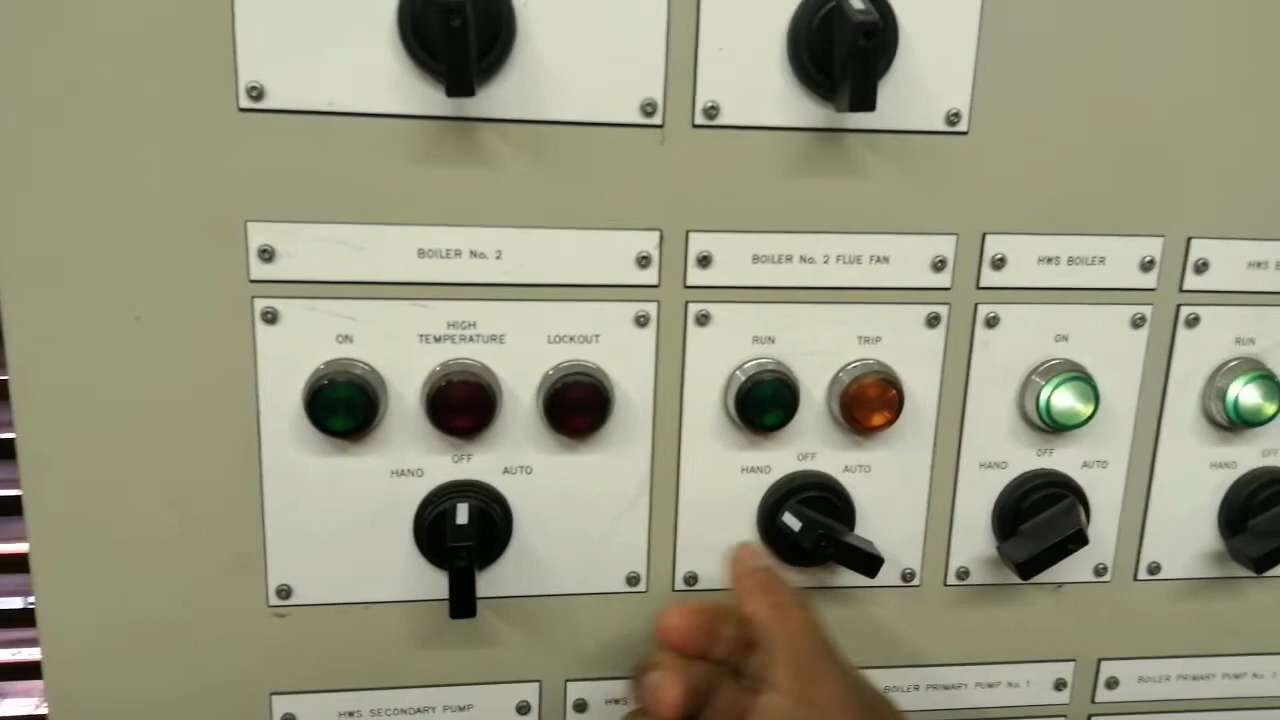 BOILER No. 2
BOILER No. 2 FLUE FAN
HWS BOILER
HWS
ON
HIGH
TEMPERATURE
LOCKOUT
RUN
TRIP
ON
RUN
HAND
OFF
AUTO
HAND
OFF
AUTO
HAND
OFF
AUTO
HAND
HWS SECONDARY PUMP
HWS
BOILER PRIMARY PUMP No. 1
BOILER PRIMARY PUMP No.